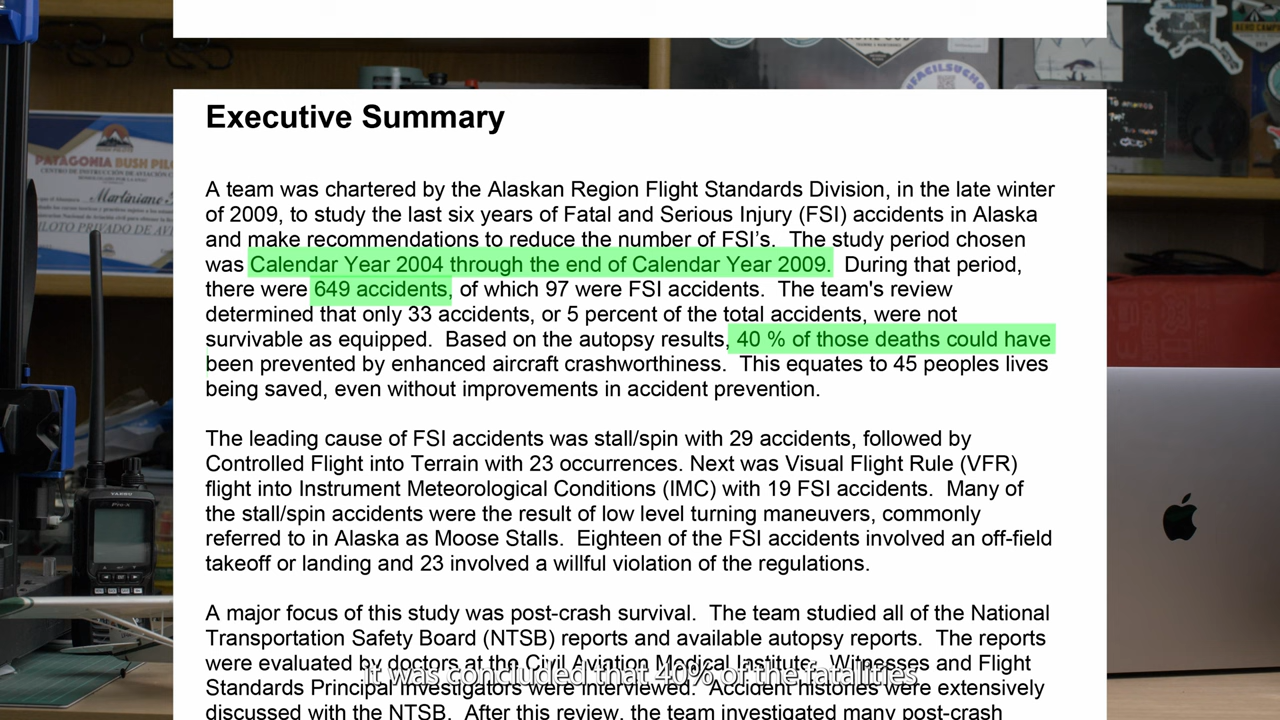 Executive Summary
A team was chartered by the Alaskan Region Flight Standards Division, in the late winter
of 2009, to study the last six years of Fatal and Serious Injury (FSI) accidents in Alaska
and make recommendations to reduce the number of FSI's. The study period chosen
was Calendar Year 2004 through the end of Calendar Year 2009. During that period,
there were 649 accidents, of which 97 were FSI accidents. The team's review
determined that only 33 accidents, or 5 percent of the total accidents, were not
survivable as equipped. Based on the autopsy results, 40 % of those deaths could have
been prevented by enhanced aircraft crashworthiness. This equates to 45 peoples lives
being saved, even without improvements in accident prevention.
The leading cause of FSI accidents was stall/spin with 29 accidents, followed by
Controlled Flight into Terrain with 23 occurrences. Next was Visual Flight Rule (VFR)
flight into Instrument Meteorological Conditions (IMC) with 19 FSI accidents. Many of
the stall/spin accidents were the result of low level turning maneuvers, commonly
referred to in Alaska as Moose Stalls. Eighteen of the FSI accidents involved an off-field
takeoff or landing and 23 involved a willful violation of the regulations.
A major focus of this study was post-crash survival. The team studied all of the National
Transportation Safety Board (NTSB) reports and available autopsy reports. The reports
were evaluated by doctors at the Civil Aviation Medical Institute. Witnesses and Flight
Standards Principal Investigators were interviewed. Accident histories were extensively
discussed with the NTSB. After this review, the team investigated many post-crash
it was concluded that 40% of the fatalities
PATAGONIA BUSH PIL
CENTRO DE INSTRUCCIÓN DE AVIACIÓN
Martiniano
PILOTO PRIVADO DE AVI
YAESU